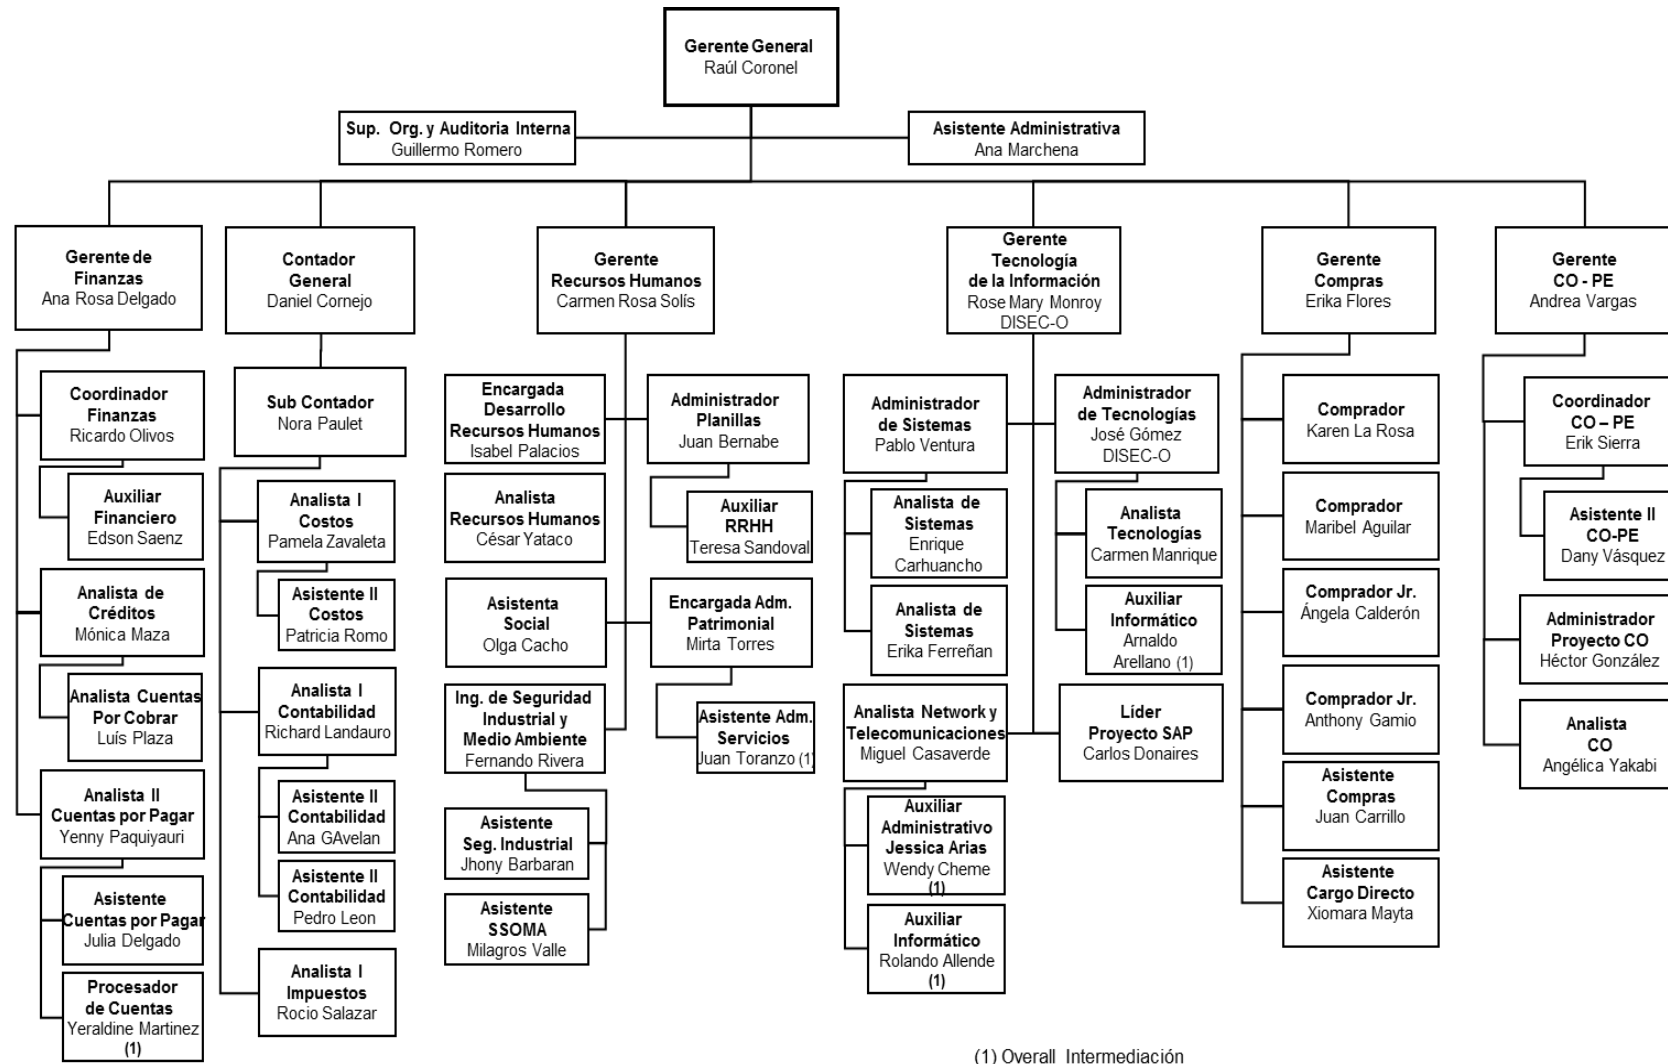 Gerente General
Raúl Coronel
Sup. Org. y Auditoria Interna
Guillermo Romero
Asistente Administrativa
Ana Marchena
Gerente de
Finanzas
Ana Rosa Delgado
Contador
General
Daniel Cornejo
Gerente
Recursos Humanos
Carmen Rosa Solís
Gerente
Tecnología
de la Información
Rose Mary Monroy
DISEC-O
Gerente
Compras
Erika Flores
Gerente
CO - PE
Andrea Vargas
Coordinador
Finanzas
Ricardo Olivos
Auxiliar
Financiero
Edson Saenz
Analista de
Créditos
Mónica Maza
Analista Cuentas
Por Cobrar
Luís Plaza
Analista II
Cuentas por Pagar
Yenny Paquiyauri
Asistente
Cuentas por Pagar
Julia Delgado
Procesador
de Cuentas
Yeraldine Martinez
(1)
Sub Contador
Nora Paulet
Analista I
Costos
Pamela Zavaleta
Asistente II
Costos
Patricia Romo
Analista I
Contabilidad
Richard Landauro
Asistente II
Contabilidad
Ana GAvelan
Asistente II
Contabilidad
Pedro Leon
Analista I
Impuestos
Rocio Salazar
Encargada
Desarrollo
Recursos Humanos
Isabel Palacios
Administrador
Planillas
Juan Bernabe
Analista
Recursos Humanos
César Yataco
Auxiliar
RRHH
Teresa Sandoval
Asistenta
Social
Olga Cacho
Encargada Adm.
Patrimonial
Mirta Torres
Ing. de Seguridad
Industrial y
Medio Ambiente
Fernando Rivera
Asistente Adm.
Servicios
Juan Toranzo (1)
Asistente
Seg. Industrial
Jhony Barbaran
Asistente
SSOMA
Milagros Valle
Administrador
de Sistemas
Pablo Ventura
Administrador
de Tecnologías
José Gómez
DISEC-O
Analista de
Sistemas
Enrique
Carhuancho
Analista
Tecnologías
Carmen Manrique
Analista de
Sistemas
Erika Ferreñan
Auxiliar
Informático
Arnaldo
Arellano (1)
Analista Network y
Telecomunicaciones
Miguel Casaverde
Líder
Proyecto SAP
Carlos Donaires
Auxiliar
Administrativo
Jessica Arias
Wendy Cheme
(1)
Auxiliar
Informático
Rolando Allende
(1)
Comprador
Karen La Rosa
Comprador
Maribel Aguilar
Comprador Jr.
Ángela Calderón
Comprador Jr.
Anthony Gamio
Asistente
Compras
Juan Carrillo
Asistente
Cargo Directo
Xiomara Mayta
Coordinador
CO – PE
Erik Sierra
Asistente II
CO-PE
Dany Vásquez
Administrador
Proyecto CO
Héctor González
Analista
CO
Angélica Yakabi
(1) Overall Intermediación